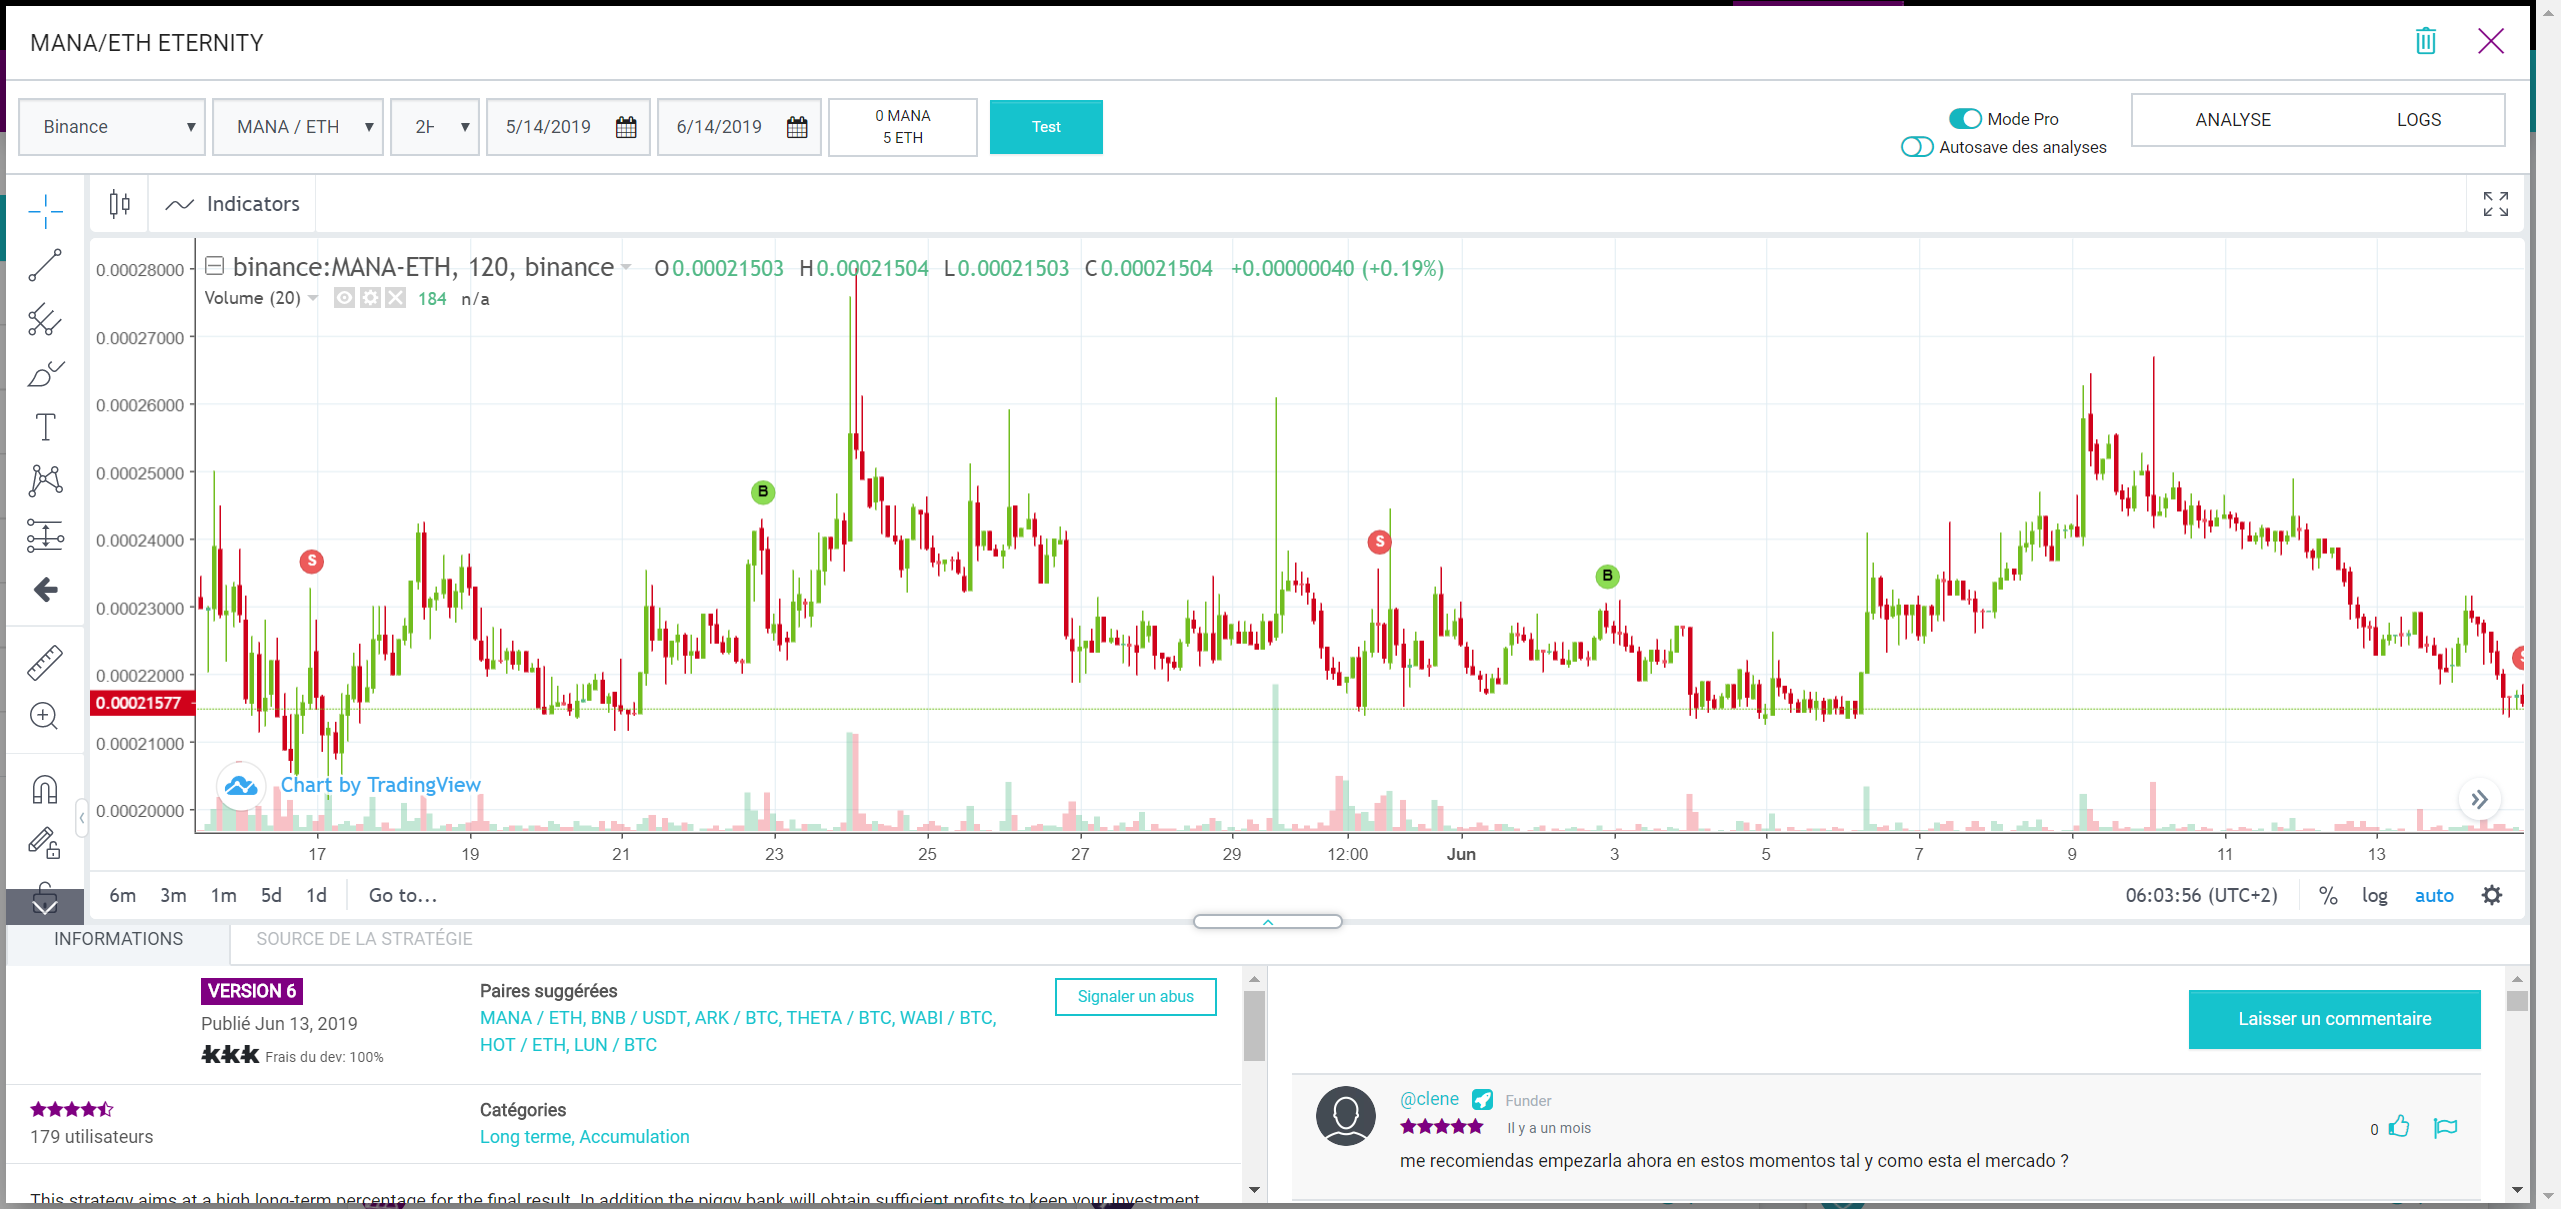 MANA/ETH ETERNITY
Binance
MANA / ETH
5/14/2019
6/14/2019
0 MANA
5 ETH
Test
Mode Pro
Autosave des analyses
ANALYSE
LOGS
Indicators
binance:MANA-ETH, 120, binance O 0.00021503 H 0.00021504 L 0.00021503 C 0.00021504 +0.00000040 (+0.19%)
Volume (20) 184 n/a
0.00028000
0.00027000
0.00026000
0.00025000
0.00024000
0.00023000
0.00022000
0.00021577
0.00021000
0.00020000
B
S
S
B
S
Chart by TradingView
17 19 21 23 25 27 29 12:00 Jun 3 5 7 9 11 13
6m 3m 1m 5d 1d Go to...
06:03:56 (UTC+2) % log auto
INFORMATIONS
SOURCE DE LA STRATÉGIE
VERSION 6
Publié Jun 13, 2019
Frais du dev: 100%
Paires suggérées
MANA / ETH, BNB / USDT, ARK / BTC, THETA / BTC, WABI / BTC,
HOT / ETH, LUN / BTC
Signaler un abus
179 utilisateurs
Catégories
Long terme, Accumulation
This strategy aims at a high long-term percentage for the final result. In addition the piggy bank will obtain sufficient profits to keep your investment
Laisser un commentaire
@clene Funder
Il y a un mois
0
me recomiendas empezarla ahora en estos momentos tal y como esta el mercado ?